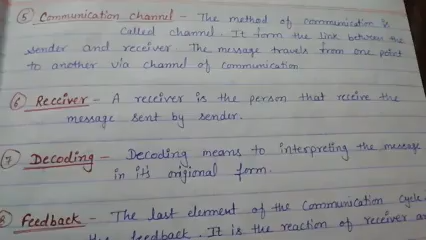 ⑤ Communication channel - The method of communication is
called channel. It form the link between the
sender and receiver. The message travels from one point
to another via channel of communication
⑥ Receiver - A receiver is the person that receive the
message sent by sender.
⑦ Decoding - Decoding means to interpreting the message
in its origional form.
⑧ Feedback - The last element of the Communication cycle
feedback. It is the reaction of receiver